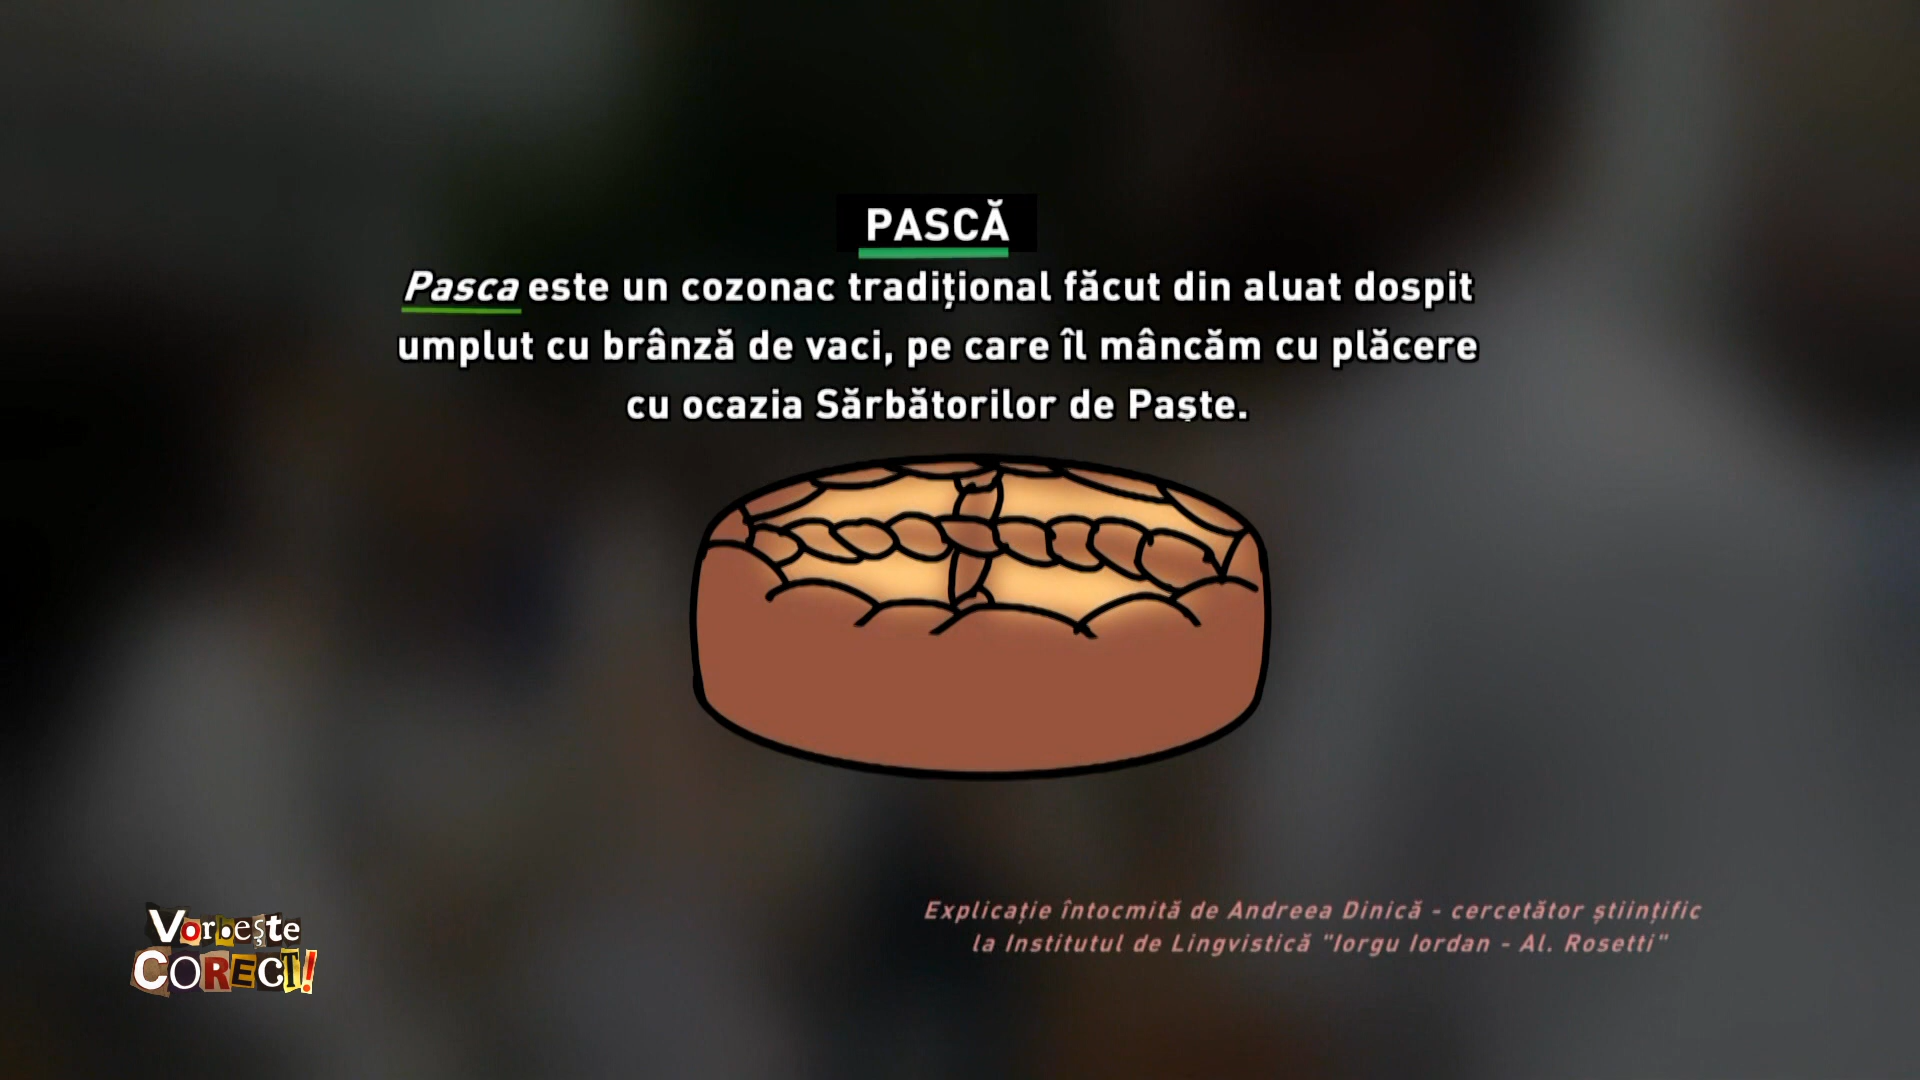 PASCĂ
Pasca este un cozonac tradițional făcut din aluat dospit
umplut cu brânză de vaci, pe care îl mâncăm cu plăcere
cu ocazia Sărbătorilor de Paște.
Explicație întocmită de Andreea Dinică - cercetător științific
la Institutul de Lingvistică "Iorgu Iordan - Al. Rosetti"
Vorbește
CORECT!